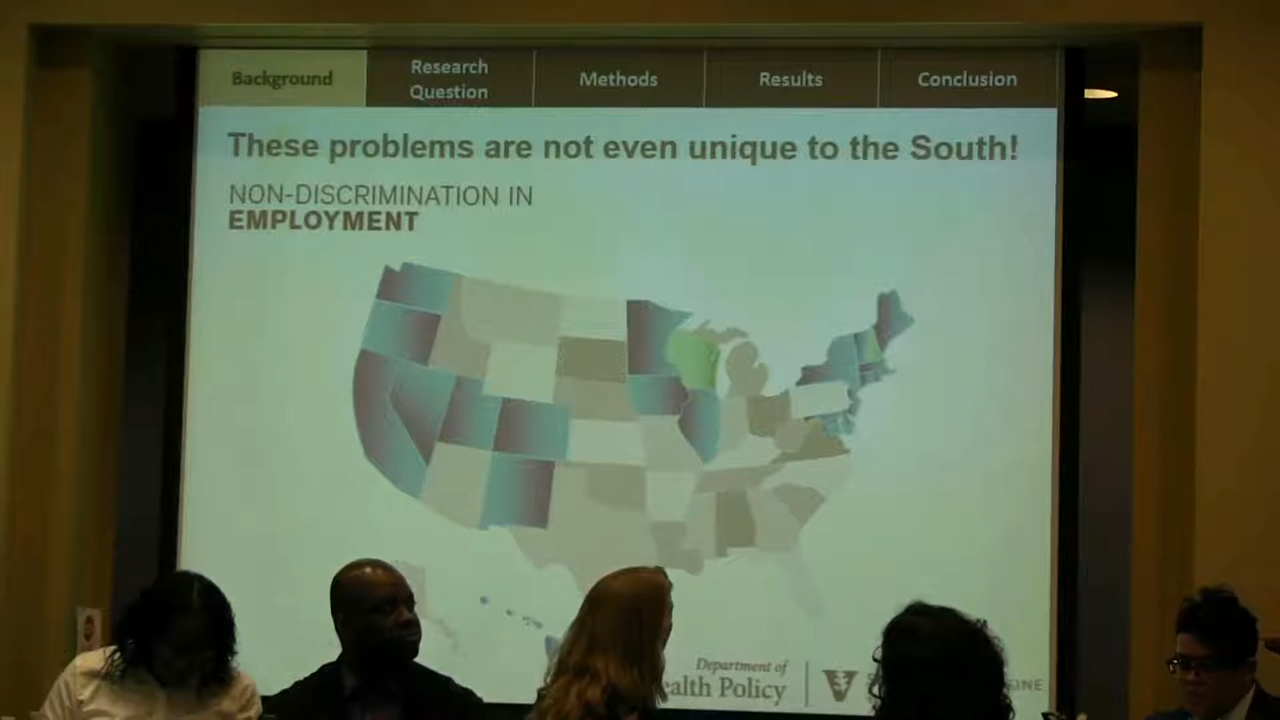 Background
Research
Question
Methods
Results
Conclusion
These problems are not even unique to the South!
NON-DISCRIMINATION IN
EMPLOYMENT
Department of
ealth Policy